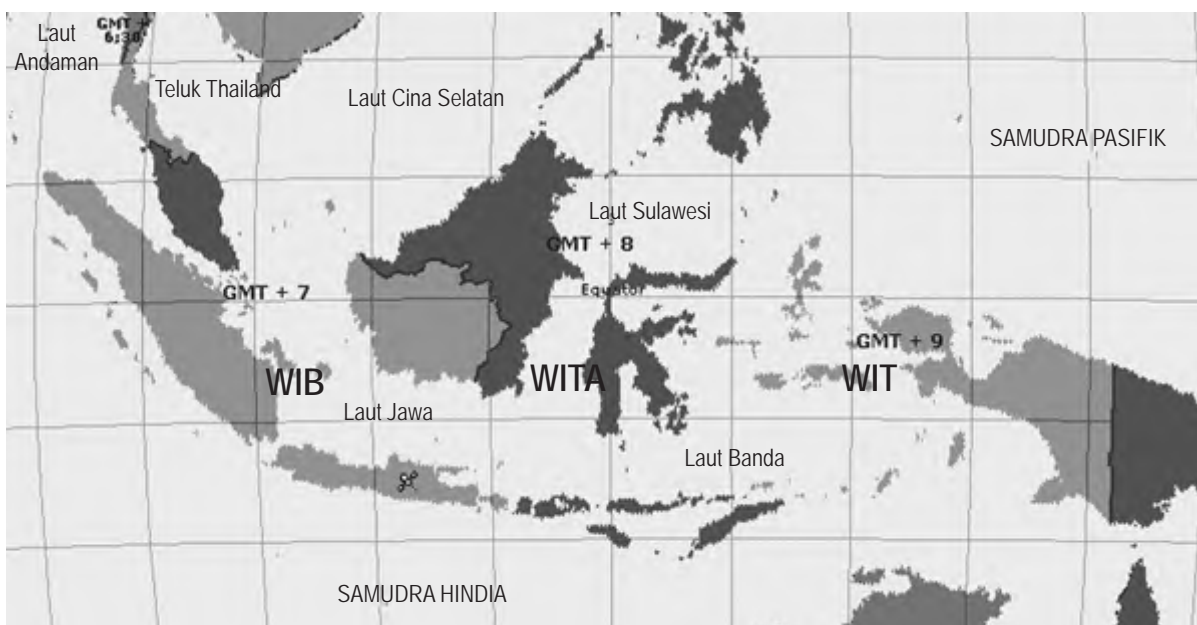 GMT +
6:30
Laut
Andaman
Teluk Thailand
Laut Cina Selatan
SAMUDRA PASIFIK
Laut Sulawesi
GMT + 8
GMT + 7
Equator
GMT + 9
WIB
WITA
WIT
Laut Jawa
Laut Banda
SAMUDRA HINDIA